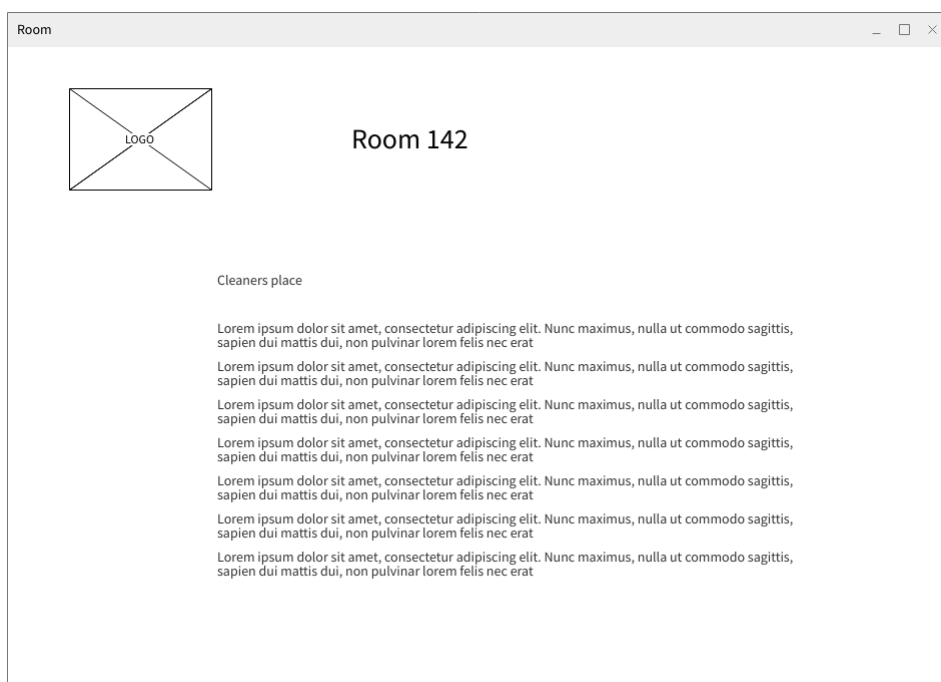 Room
LOGO
Room 142
Cleaners place
Lorem ipsum dolor sit amet, consectetur adipiscing elit. Nunc maximus, nulla ut commodo sagittis,
sapien dui mattis dui, non pulvinar lorem felis nec erat
Lorem ipsum dolor sit amet, consectetur adipiscing elit. Nunc maximus, nulla ut commodo sagittis,
sapien dui mattis dui, non pulvinar lorem felis nec erat
Lorem ipsum dolor sit amet, consectetur adipiscing elit. Nunc maximus, nulla ut commodo sagittis,
sapien dui mattis dui, non pulvinar lorem felis nec erat
Lorem ipsum dolor sit amet, consectetur adipiscing elit. Nunc maximus, nulla ut commodo sagittis,
sapien dui mattis dui, non pulvinar lorem felis nec erat
Lorem ipsum dolor sit amet, consectetur adipiscing elit. Nunc maximus, nulla ut commodo sagittis,
sapien dui mattis dui, non pulvinar lorem felis nec erat
Lorem ipsum dolor sit amet, consectetur adipiscing elit. Nunc maximus, nulla ut commodo sagittis,
sapien dui mattis dui, non pulvinar lorem felis nec erat
Lorem ipsum dolor sit amet, consectetur adipiscing elit. Nunc maximus, nulla ut commodo sagittis,
sapien dui mattis dui, non pulvinar lorem felis nec erat